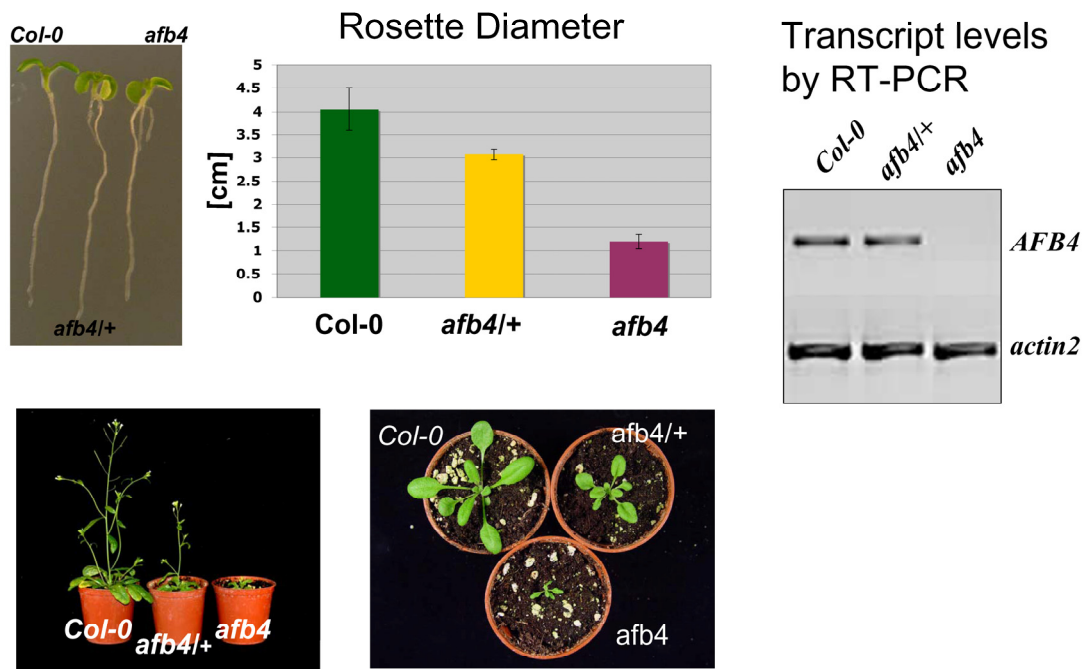 Col-0 afb4
afb4/+
Rosette Diameter
5
4.5
4
3.5
3
2.5
2
1.5
1
0.5
0
[cm]
Col-0 afb4/+ afb4
Transcript levels
by RT-PCR
Col-0 afb4/+ afb4
AFB4
actin2
Col-0 afb4/+ afb4
Col-0 afb4/+
afb4